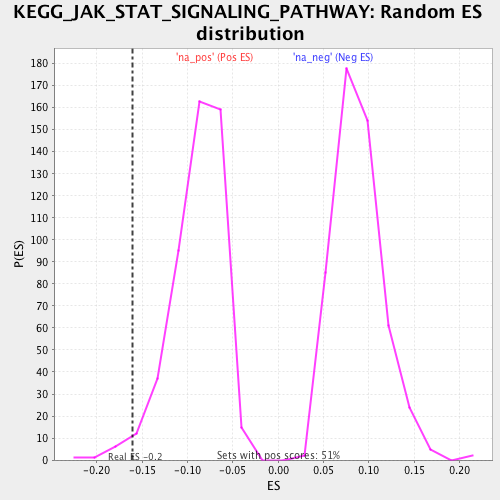 KEGG_JAK_STAT_SIGNALING_PATHWAY: Random ES
distribution
'na_pos' (Pos ES)
'na_neg' (Neg ES)
180
170
160
150
140
130
120
110
100
90
80
70
60
50
40
30
20
10
0
P(ES)
Real ES -0.2
Sets with pos scores: 51%
-0.20 -0.15 -0.10 -0.05 0.00 0.05 0.10 0.15 0.20
ES